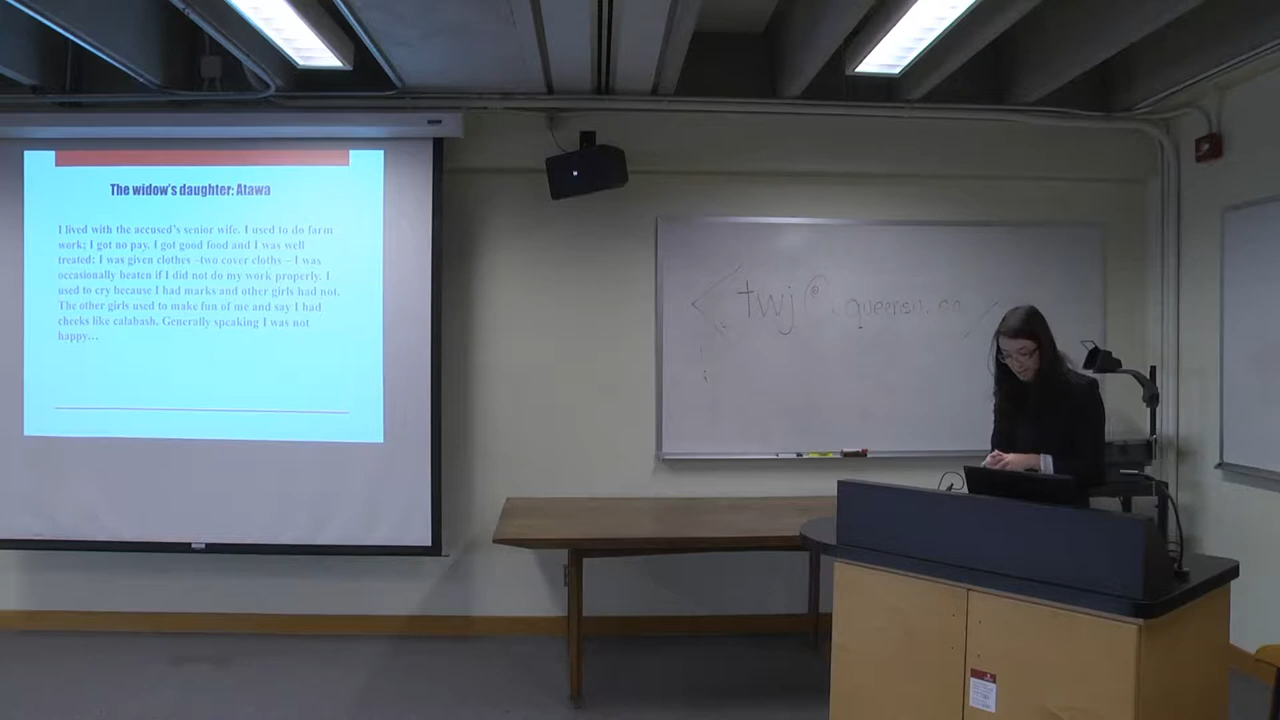 The widow's daughter: Atawa
I lived with the accused's senior wife. I used to do farm
work; I got no pay. I got good food and I was well
treated; I was given clothes –two cover cloths – I was
occasionally beaten if I did not do my work properly. I
used to cry because I had marks and other girls had not.
The other girls used to make fun of me and say I had
cheeks like calabash. Generally speaking I was not
happy…
twj@